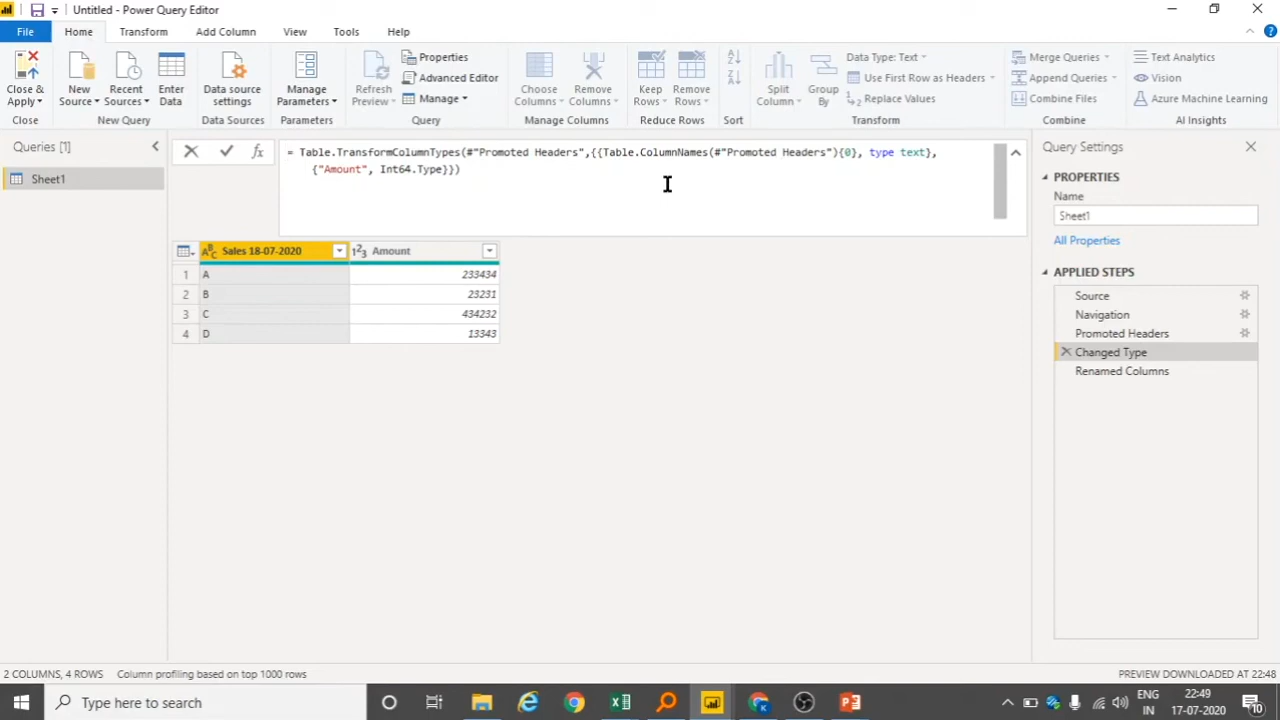 Untitled - Power Query Editor
File Home Transform Add Column View Tools Help
Close & Apply
New Source
Recent Sources
Enter Data
Data source settings
Manage Parameters
Refresh Preview
Properties
Advanced Editor
Manage
Choose Columns
Remove Columns
Keep Rows
Remove Rows
Split Column
Group By
Data Type: Text
Use First Row as Headers
Replace Values
Merge Queries
Append Queries
Combine Files
Text Analytics
Vision
Azure Machine Learning
Close New Query Data Sources Parameters Query Manage Columns Reduce Rows Sort Transform Combine AI Insights
Queries [1]
Sheet1
= Table.TransformColumnTypes(#"Promoted Headers",{{Table.ColumnNames(#"Promoted Headers"){0}, type text},
{"Amount", Int64.Type}})
Sales 18-07-2020 Amount
1 A 233434
2 B 23231
3 C 434232
4 D 13343
Query Settings
PROPERTIES
Name
Sheet1
All Properties
APPLIED STEPS
Source
Navigation
Promoted Headers
Changed Type
Renamed Columns
2 COLUMNS, 4 ROWS Column profiling based on top 1000 rows
PREVIEW DOWNLOADED AT 22:48
Type here to search
ENG
IN
22:49
17-07-2020
10